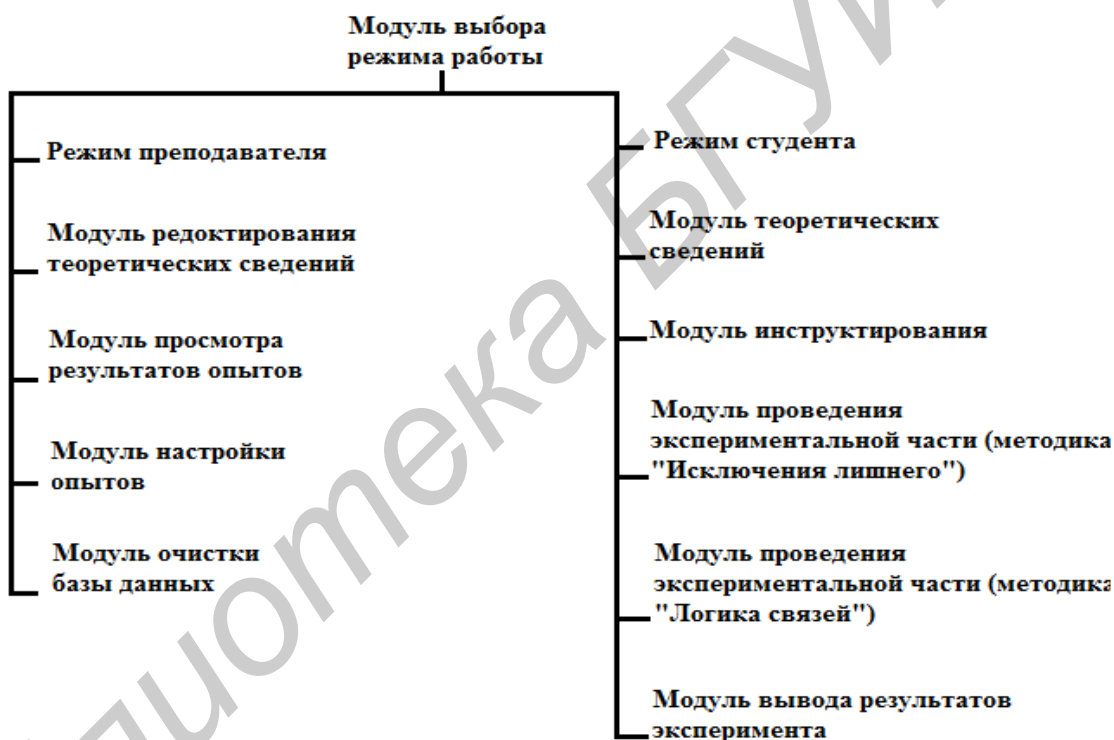 Модуль выбора
режима работы
Режим преподавателя
Модуль редоктирования
теоретических сведений
Модуль просмотра
результатов опытов
Модуль настройки
опытов
Модуль очистки
базы данных
Режим студента
Модуль теоретических
сведений
Модуль инструктирования
Модуль проведения
экспериментальной части (методика
"Исключения лишнего")
Модуль проведения
экспериментальной части (методика
"Логика связей")
Модуль вывода результатов
эксперимента